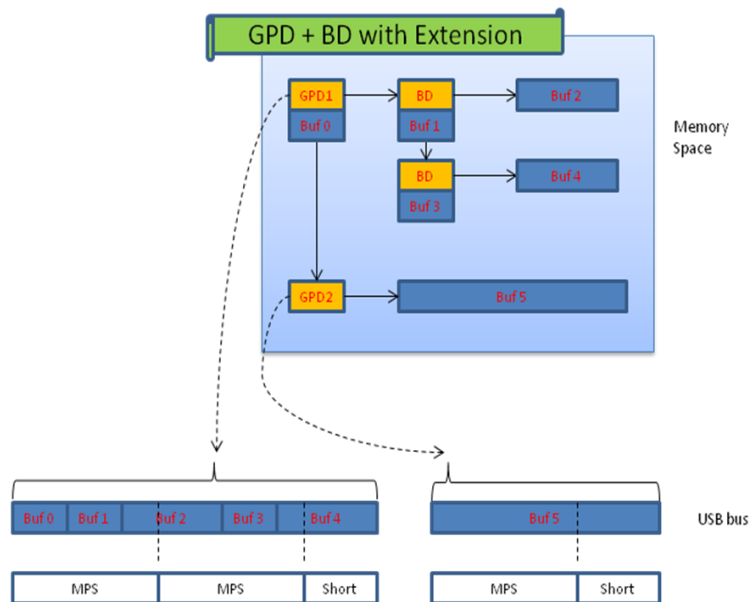 GPD + BD with Extension
GPD1
BD
Buf 2
Buf 0
Buf 1
Memory
Space
BD
Buf 4
Buf 3
GPD2
Buf 5
Buf 0
Buf 1
Buf 2
Buf 3
Buf 4
Buf 5
USB bus
MPS
MPS
Short
MPS
Short